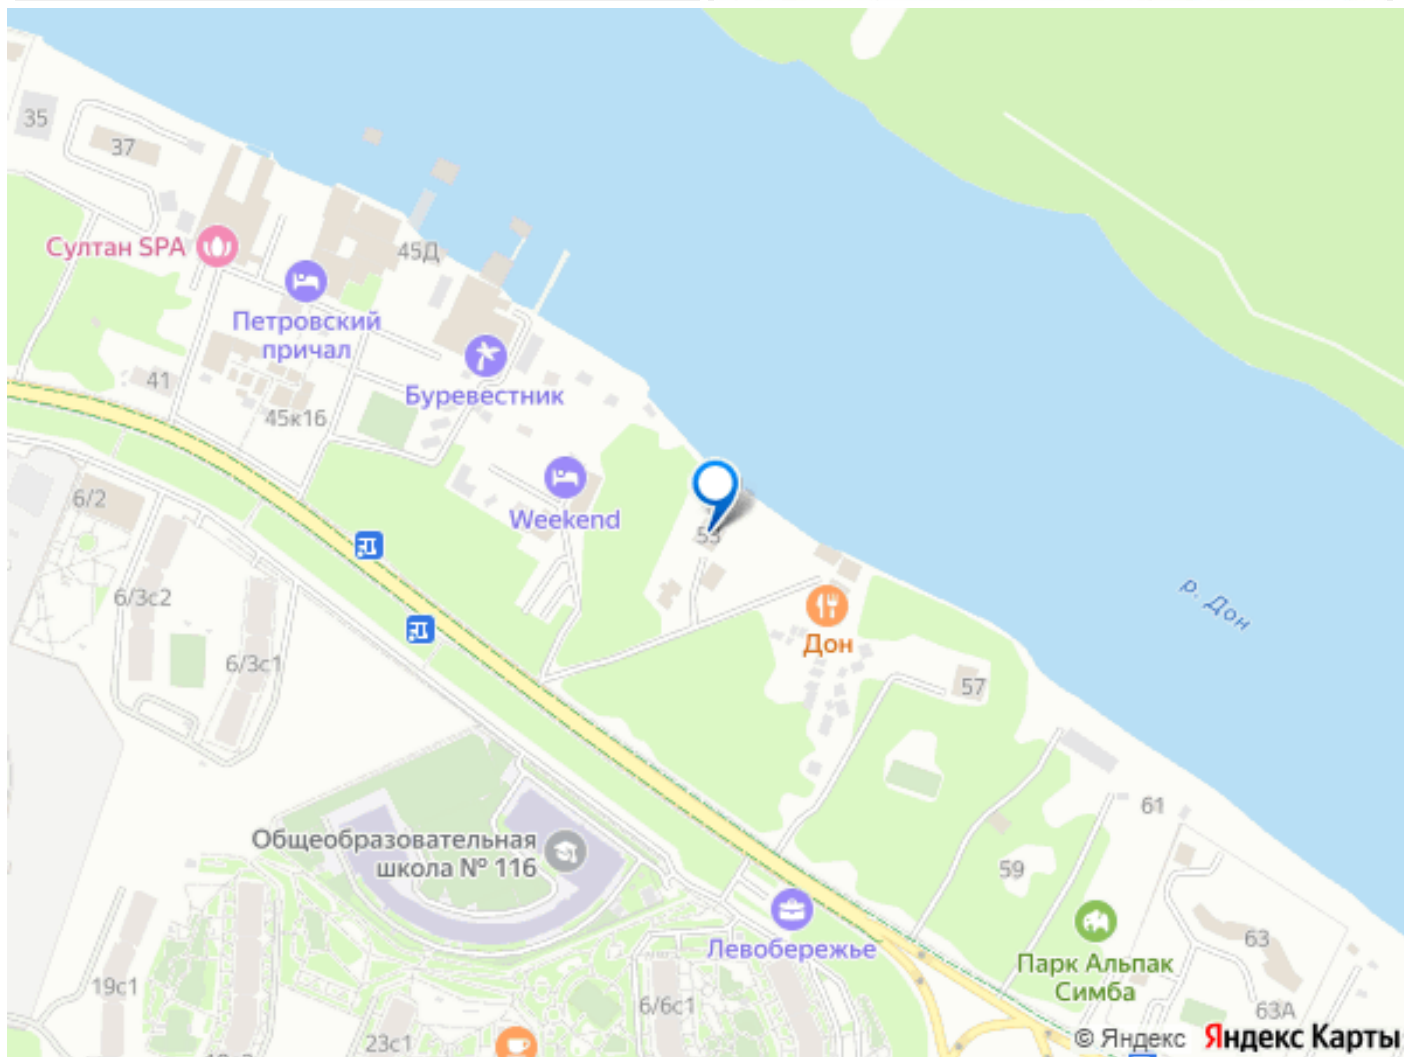 35
37
Султан SPA
45Д
Петровский
причал
Буревестник
41
45к16
6/2
Weekend
53
р. Дон
6/3с2
Дон
6/3с1
57
61
Общеобразовательная
школа № 116
59
Левобережье
63
Парк Альпак
Симба
19с1
6/6с1
63А
23с1
© Яндекс Яндекс Карты